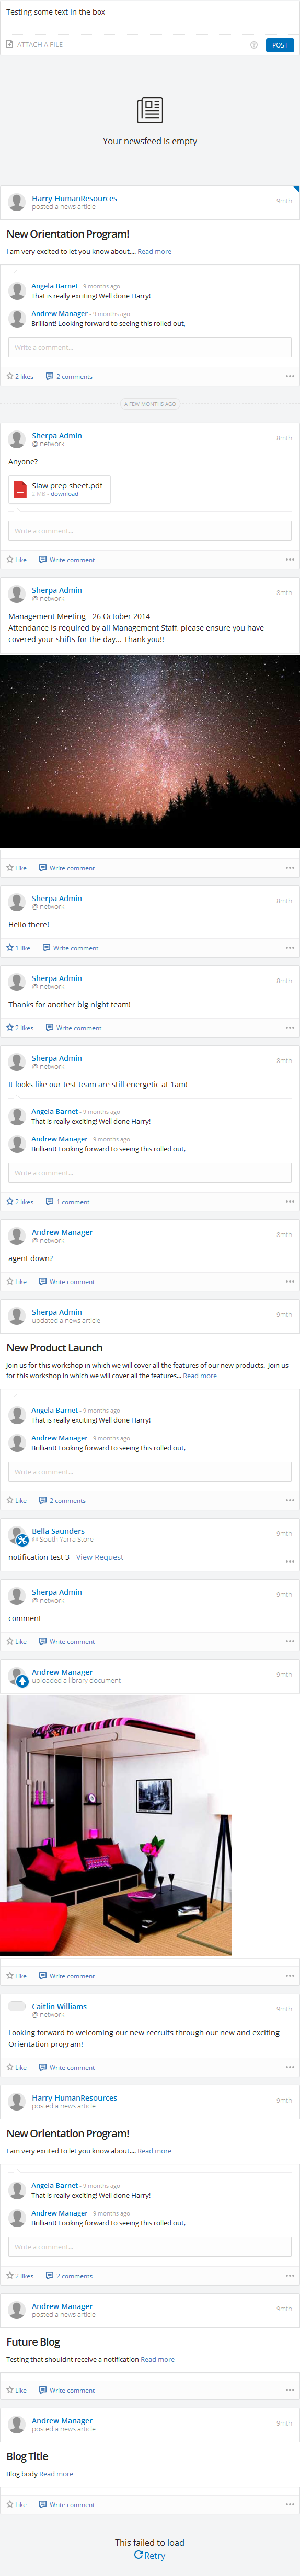 Testing some text in the box
ATTACH A FILE
POST
Your newsfeed is empty
Harry HumanResources
posted a news article
9mth
New Orientation Program!
I am very excited to let you know about.... Read more
Angela Barnet - 9 months ago
That is really exciting! Well done Harry!
Andrew Manager - 9 months ago
Brilliant! Looking forward to seeing this rolled out.
Write a comment...
2 likes
2 comments
A FEW MONTHS AGO
Sherpa Admin
@ network
8mth
Anyone?
Slaw prep sheet.pdf
2 MB - download
Write a comment...
Like
Write comment
Sherpa Admin
@ network
8mth
Management Meeting - 26 October 2014
Attendance is required by all Management Staff, please ensure you have
covered your shifts for the day... Thank you!!
Like
Write comment
Sherpa Admin
@ network
8mth
Hello there!
1 like
Write comment
Sherpa Admin
@ network
8mth
Thanks for another big night team!
2 likes
Write comment
Sherpa Admin
@ network
8mth
It looks like our test team are still energetic at 1am!
Angela Barnet - 9 months ago
That is really exciting! Well done Harry!
Andrew Manager - 9 months ago
Brilliant! Looking forward to seeing this rolled out.
Write a comment...
2 likes
1 comment
Andrew Manager
@ network
8mth
agent down?
Like
Write comment
Sherpa Admin
updated a news article
9mth
New Product Launch
Join us for this workshop in which we will cover all the features of our new products. Join us
for this workshop in which we will cover all the features... Read more
Angela Barnet - 9 months ago
That is really exciting! Well done Harry!
Andrew Manager - 9 months ago
Brilliant! Looking forward to seeing this rolled out.
Write a comment...
Like
2 comments
Bella Saunders
@ South Yarra Store
9mth
notification test 3 - View Request
Sherpa Admin
@ network
9mth
comment
Like
Write comment
Andrew Manager
uploaded a library document
9mth
Like
Write comment
Caitlin Williams
@ network
9mth
Looking forward to welcoming our new recruits through our new and exciting
Orientation program!
Like
Write comment
Harry HumanResources
posted a news article
9mth
New Orientation Program!
I am very excited to let you know about.... Read more
Angela Barnet - 9 months ago
That is really exciting! Well done Harry!
Andrew Manager - 9 months ago
Brilliant! Looking forward to seeing this rolled out.
Write a comment...
2 likes
2 comments
Andrew Manager
posted a news article
9mth
Future Blog
Testing that shouldnt receive a notification Read more
Like
Write comment
Andrew Manager
posted a news article
9mth
Blog Title
Blog body Read more
Like
Write comment
This failed to load
Retry